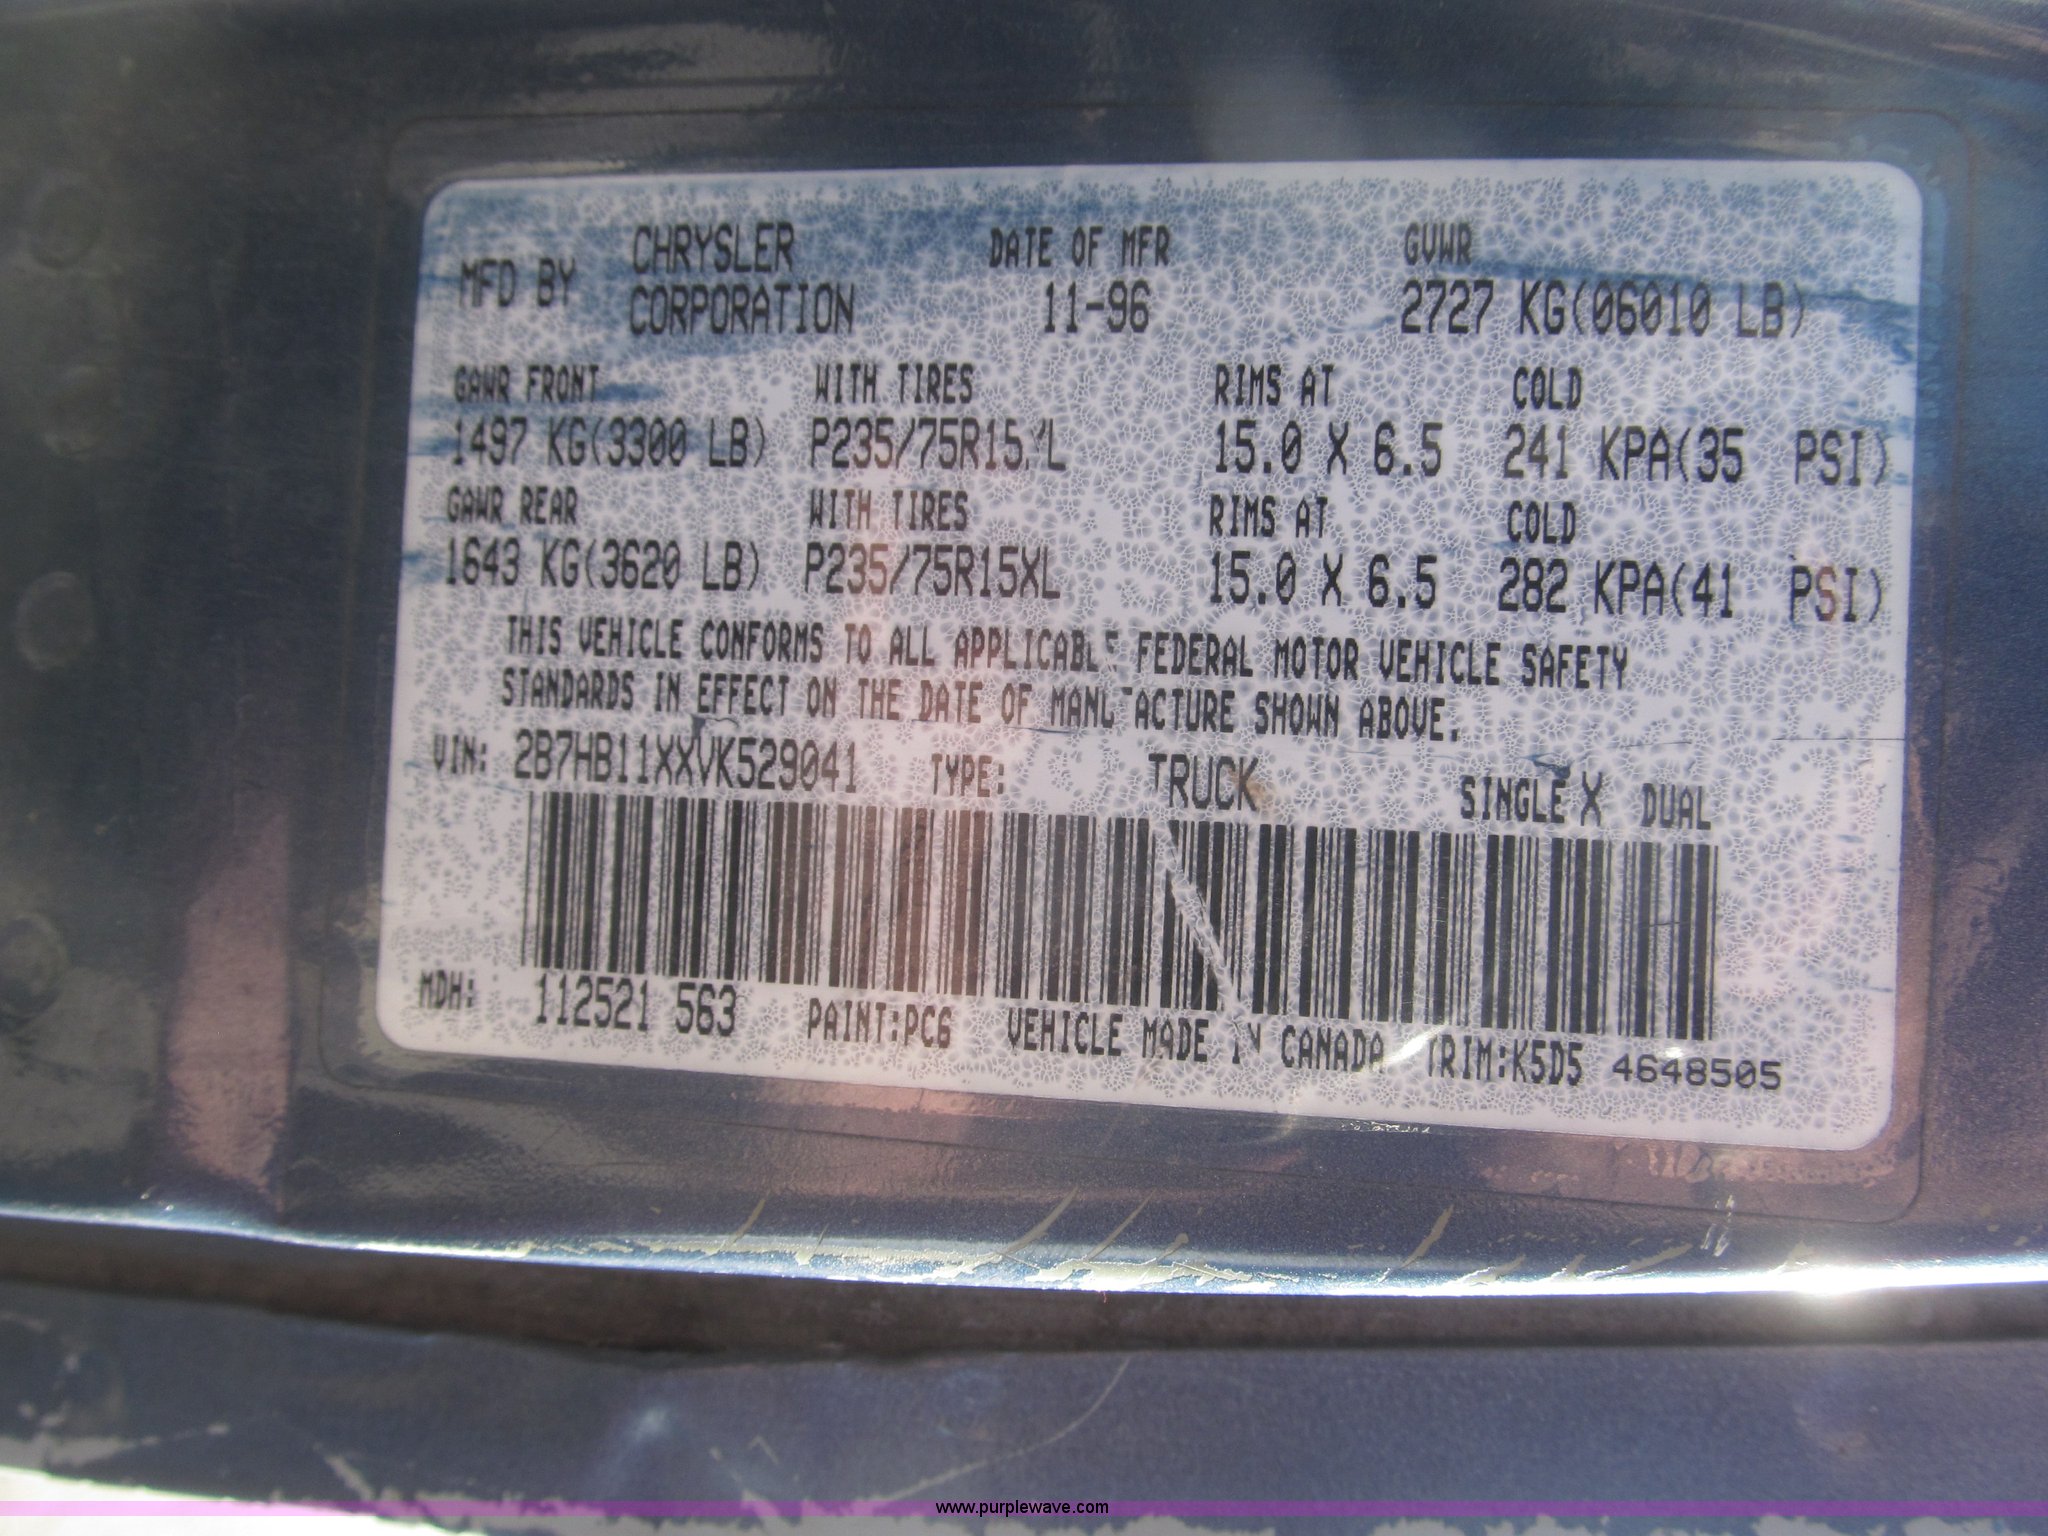 MFD BY CHRYSLER CORPORATION DATE OF MFR 11-96 GVWR 2727 KG(06010 LB)
GAWR FRONT WITH TIRES RIMS AT COLD
1497 KG(3300 LB) P235/75R15XL 15.0 X 6.5 241 KPA(35 PSI)
GAWR REAR WITH TIRES RIMS AT COLD
1643 KG(3620 LB) P235/75R15XL 15.0 X 6.5 282 KPA(41 PSI)
THIS VEHICLE CONFORMS TO ALL APPLICABLE FEDERAL MOTOR VEHICLE SAFETY
STANDARDS IN EFFECT ON THE DATE OF MANUFACTURE SHOWN ABOVE.
VIN: 2B7HB11XXVK529041 TYPE: TRUCK SINGLE X DUAL
MDH: 112521 563 PAINT:PC6 VEHICLE MADE IN CANADA TRIM:K5D5 4648505
www.purplewave.com